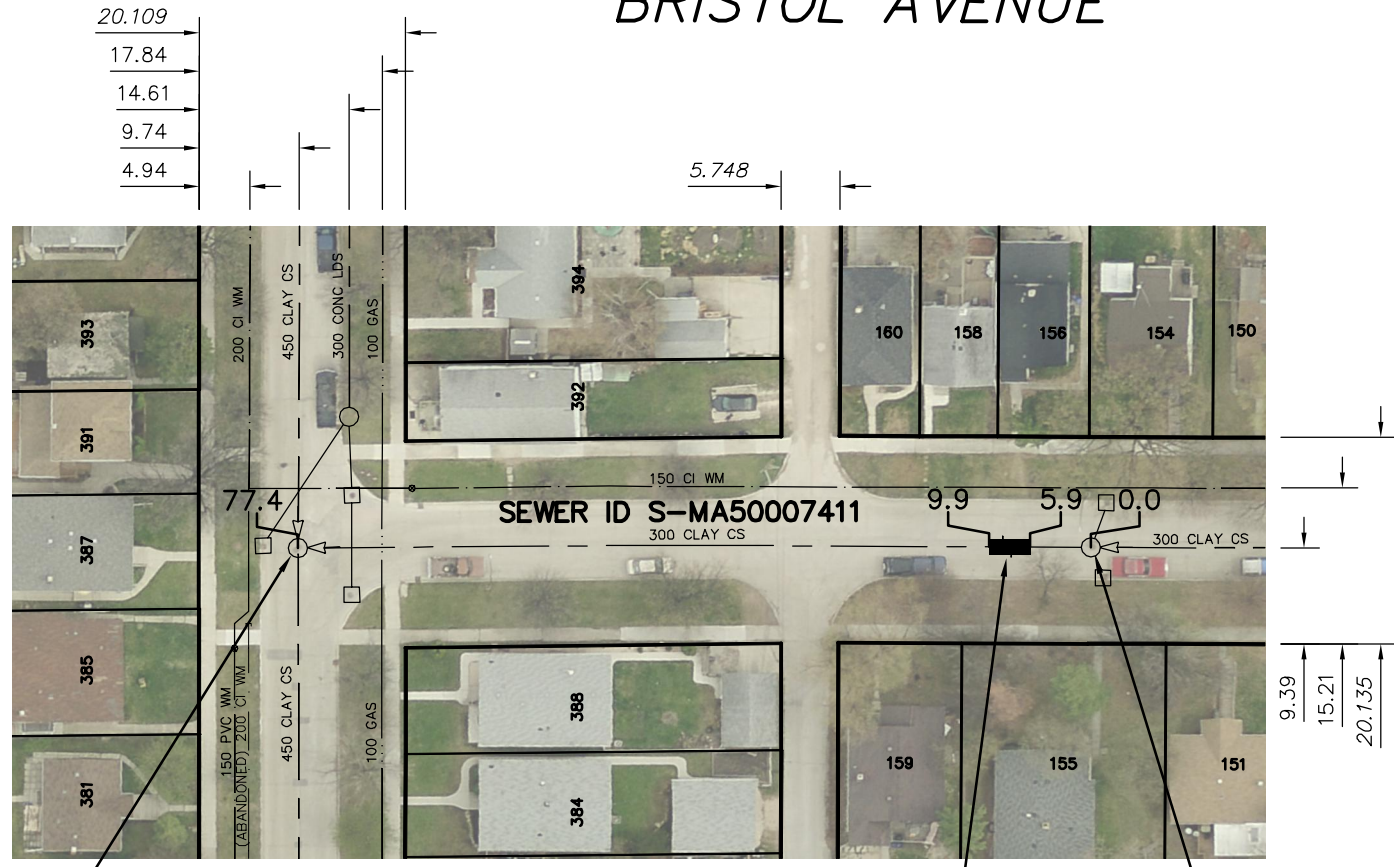 BRISTOL AVENUE
20.109
17.84
14.61
9.74
4.94
5.748
393
391
387
385
381
200 CI WM
450 CLAY CS
300 CONC LDS
100 GAS
394
392
160
158
156
154
150
77.4
150 CI WM
SEWER ID S-MA50007411
300 CLAY CS
9.9
5.9
0.0
300 CLAY CS
150 PVC WM
(ABANDONED) 200 CI WM
450 CLAY CS
100 GAS
388
384
159
155
151
9.39
15.21
20.135